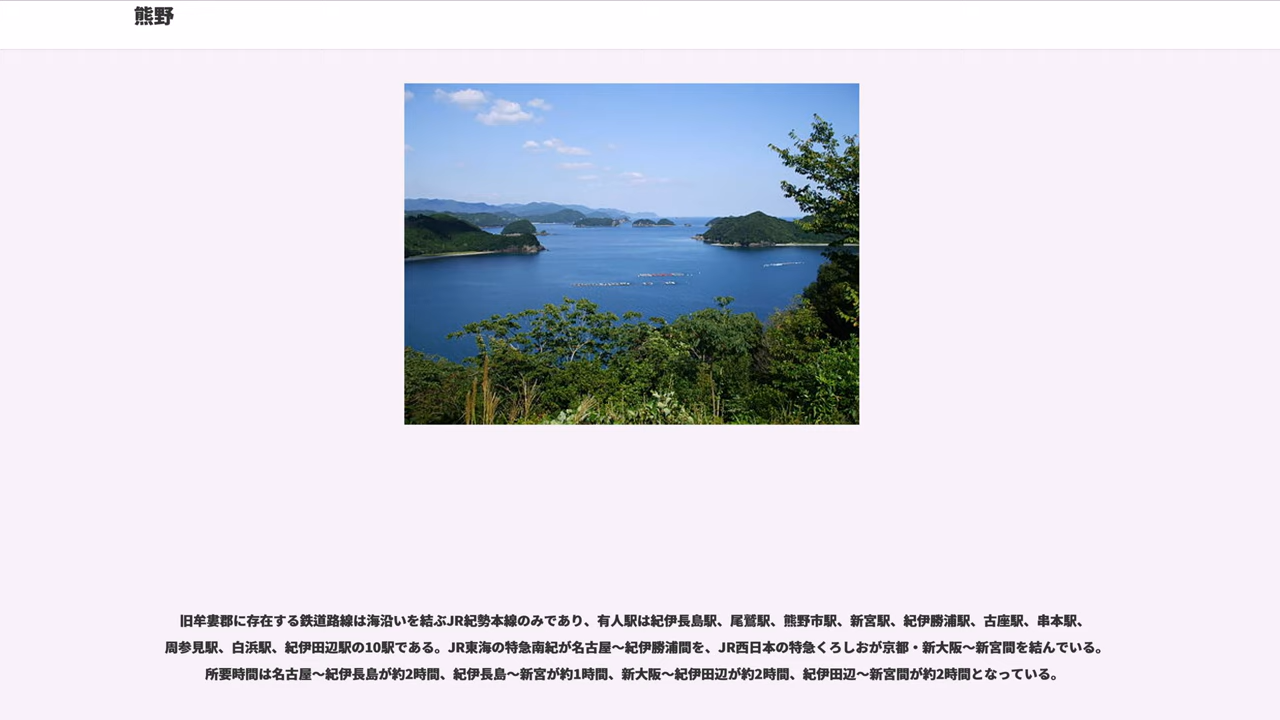 熊野
旧牟婁郡に存在する鉄道路線は海沿いを結ぶJR紀勢本線のみであり、有人駅は紀伊長島駅、尾鷲駅、熊野市駅、新宮駅、紀伊勝浦駅、古座駅、串本駅、
周参見駅、白浜駅、紀伊田辺駅の10駅である。JR東海の特急南紀が名古屋〜紀伊勝浦間を、JR西日本の特急くろしおが京都・新大阪〜新宮間を結んでいる。
所要時間は名古屋〜紀伊長島が約2時間、紀伊長島〜新宮が約1時間、新大阪〜紀伊田辺が約2時間、紀伊田辺〜新宮間が約2時間となっている。